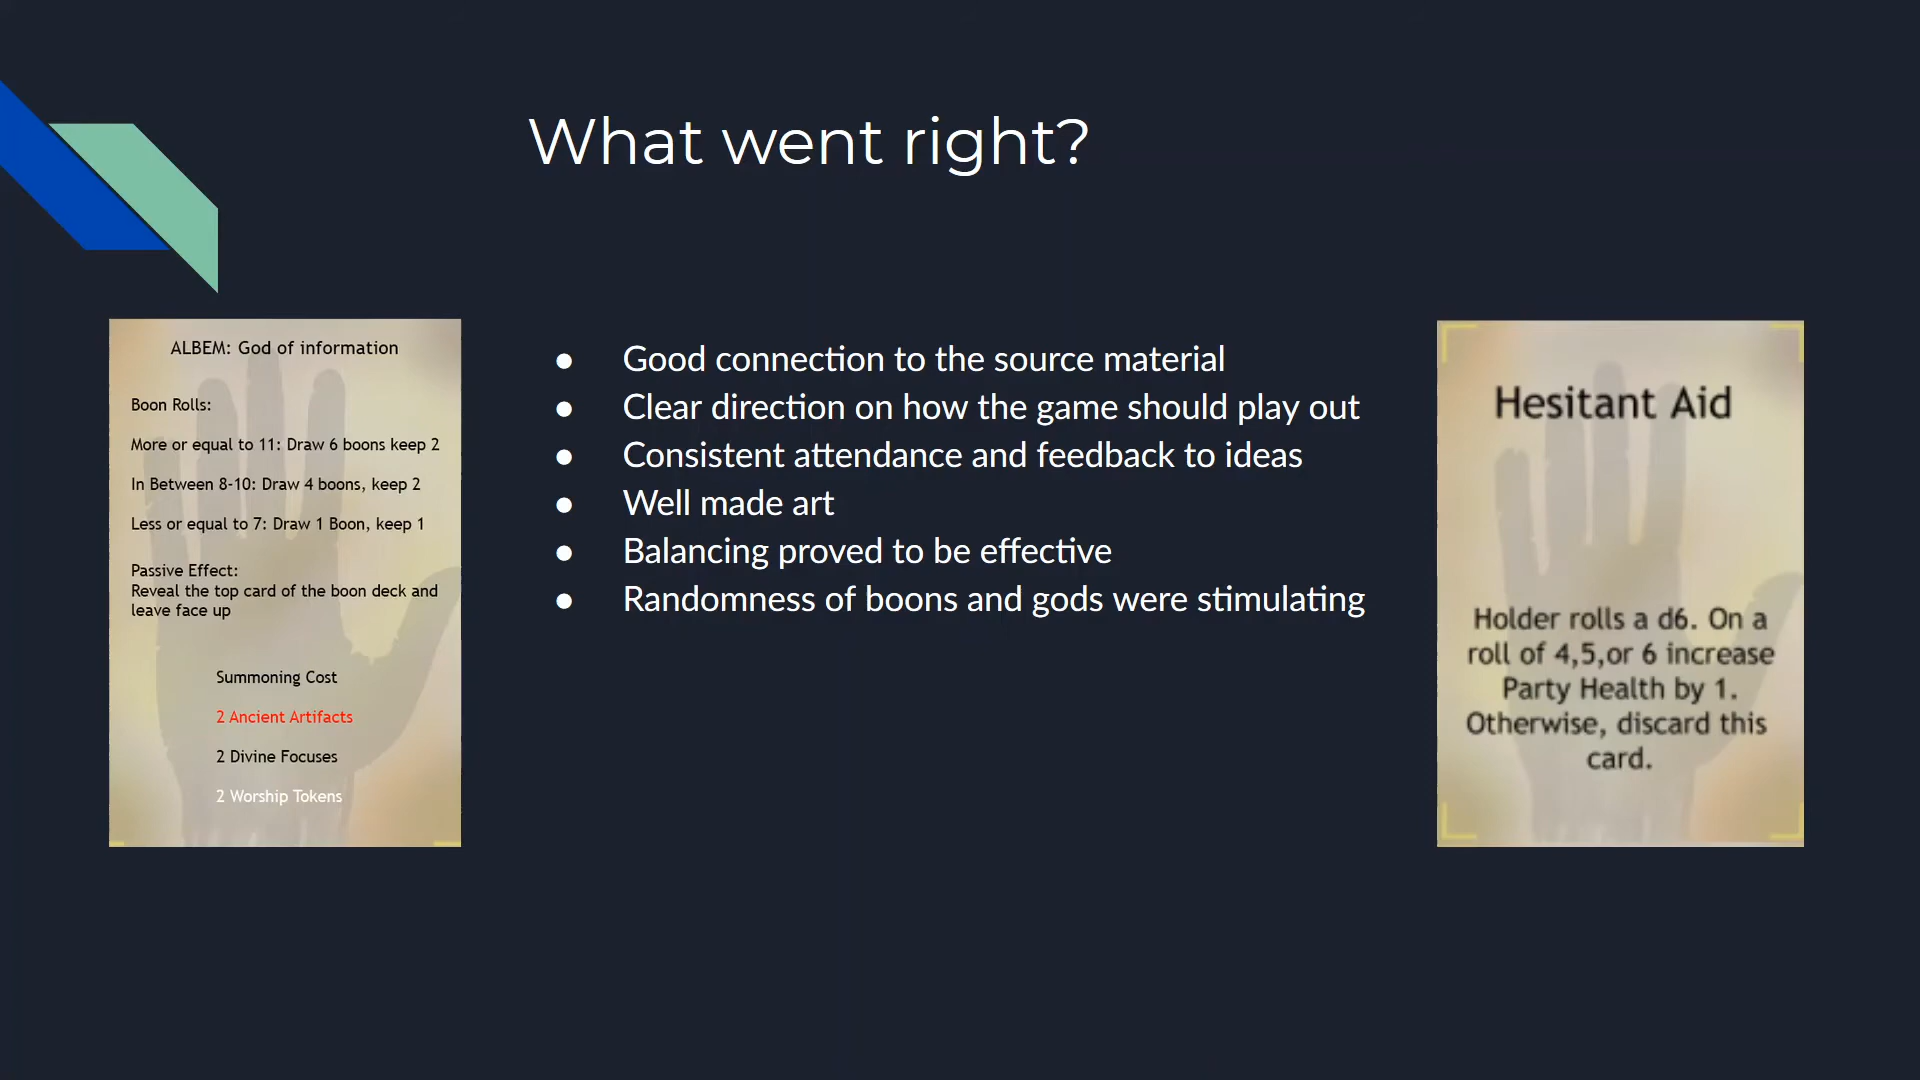 What went right?
ALBEM: God of information
Boon Rolls:
More or equal to 11: Draw 6 boons keep 2
In Between 8-10: Draw 4 boons, keep 2
Less or equal to 7: Draw 1 Boon, keep 1
Passive Effect:
Reveal the top card of the boon deck and
leave face up
Summoning Cost
2 Ancient Artifacts
2 Divine Focuses
2 Worship Tokens
● Good connection to the source material
● Clear direction on how the game should play out
● Consistent attendance and feedback to ideas
● Well made art
● Balancing proved to be effective
● Randomness of boons and gods were stimulating
Hesitant Aid
Holder rolls a d6. On a
roll of 4,5,or 6 increase
Party Health by 1.
Otherwise, discard this
card.